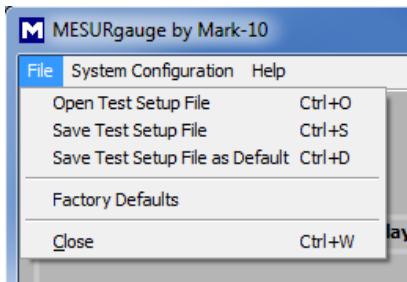 M MESURgauge by Mark-10
File System Configuration Help
Open Test Setup File Ctrl+O
Save Test Setup File Ctrl+S
Save Test Setup File as Default Ctrl+D
Factory Defaults
Close Ctrl+W